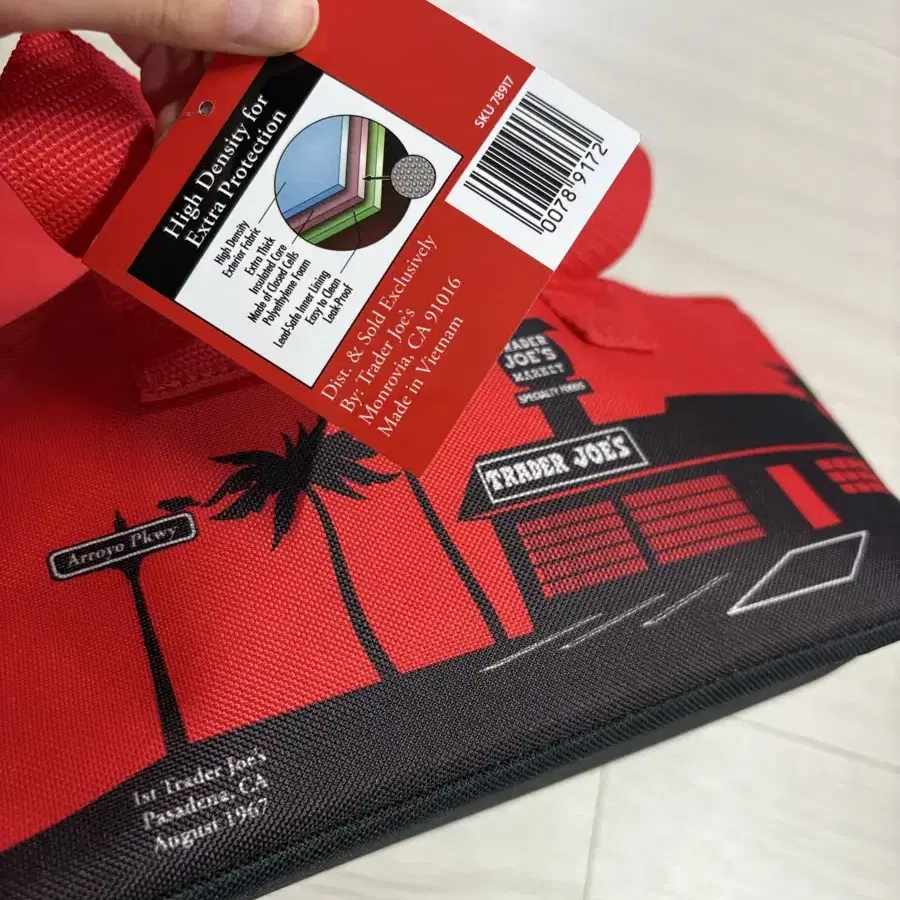 High Density for
Extra Protection
High Density
Exterior Fabric
Extra Thick
Insulated Core
Made of Closed Cells
Polyethylene Foam
Lead-Safe Inner Lining
Easy to Clean
Leak-Proof
SKU 78917
0078 9172
Dist. & Sold Exclusively
By: Trader Joe's
Monrovia, CA 91016
Made in Vietnam
TRADER
JOE'S
MARKET
SPECIALTY FOODS
TRADER JOE'S
Arroyo Pkwy
1st Trader Joe's
Pasadena, CA
August 1967